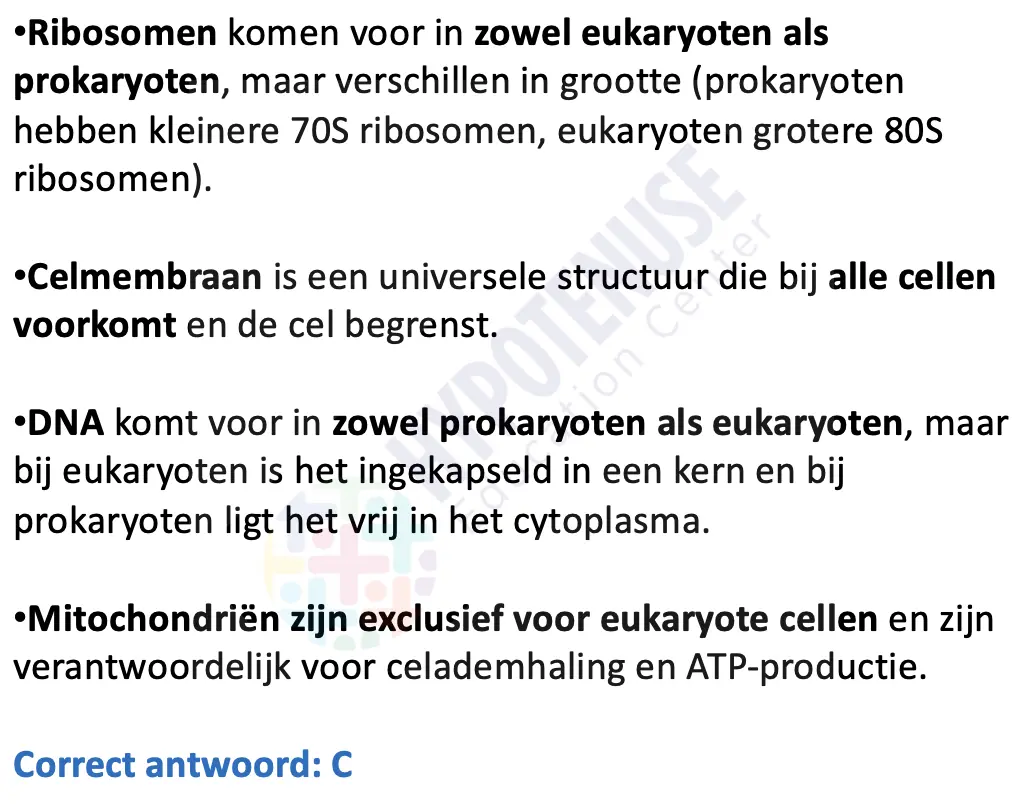 •Ribosomen komen voor in zowel eukaryoten als
prokaryoten, maar verschillen in grootte (prokaryoten
hebben kleinere 70S ribosomen, eukaryoten grotere 80S
ribosomen).
•Celmembraan is een universele structuur die bij alle cellen
voorkomt en de cel begrenst.
•DNA komt voor in zowel prokaryoten als eukaryoten, maar
bij eukaryoten is het ingekapseld in een kern en bij
prokaryoten ligt het vrij in het cytoplasma.
•Mitochondriën zijn exclusief voor eukaryote cellen en zijn
verantwoordelijk voor celademhaling en ATP-productie.
Correct antwoord: C
HYPOTENUSE
Education Center